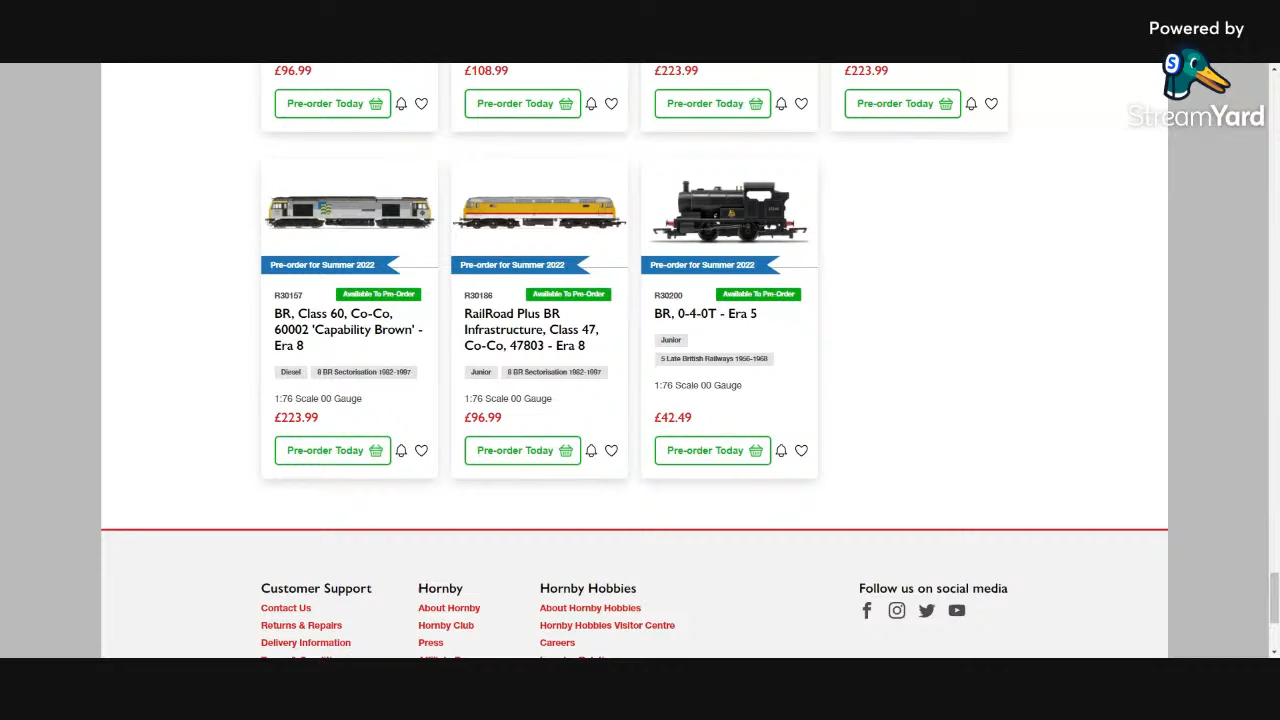 Powered by
StreamYard
£96.99
£108.99
£223.99
£223.99
Pre-order Today
Pre-order Today
Pre-order Today
Pre-order Today
Pre-order for Summer 2022
Pre-order for Summer 2022
Pre-order for Summer 2022
R30157
Available To Pre-Order
BR, Class 60, Co-Co,
60002 'Capability Brown' -
Era 8
Diesel
8 BR Sectorisation 1982-1997
1:76 Scale 00 Gauge
£223.99
Pre-order Today
R30186
Available To Pre-Order
RailRoad Plus BR
Infrastructure, Class 47,
Co-Co, 47803 - Era 8
Junior
8 BR Sectorisation 1982-1997
1:76 Scale 00 Gauge
£96.99
Pre-order Today
R30200
Available To Pre-Order
BR, 0-4-0T - Era 5
Junior
5 Late British Railways 1956-1968
1:76 Scale 00 Gauge
£42.49
Pre-order Today
Customer Support
Contact Us
Returns & Repairs
Delivery Information
Hornby
About Hornby
Hornby Club
Press
Hornby Hobbies
About Hornby Hobbies
Hornby Hobbies Visitor Centre
Careers
Follow us on social media